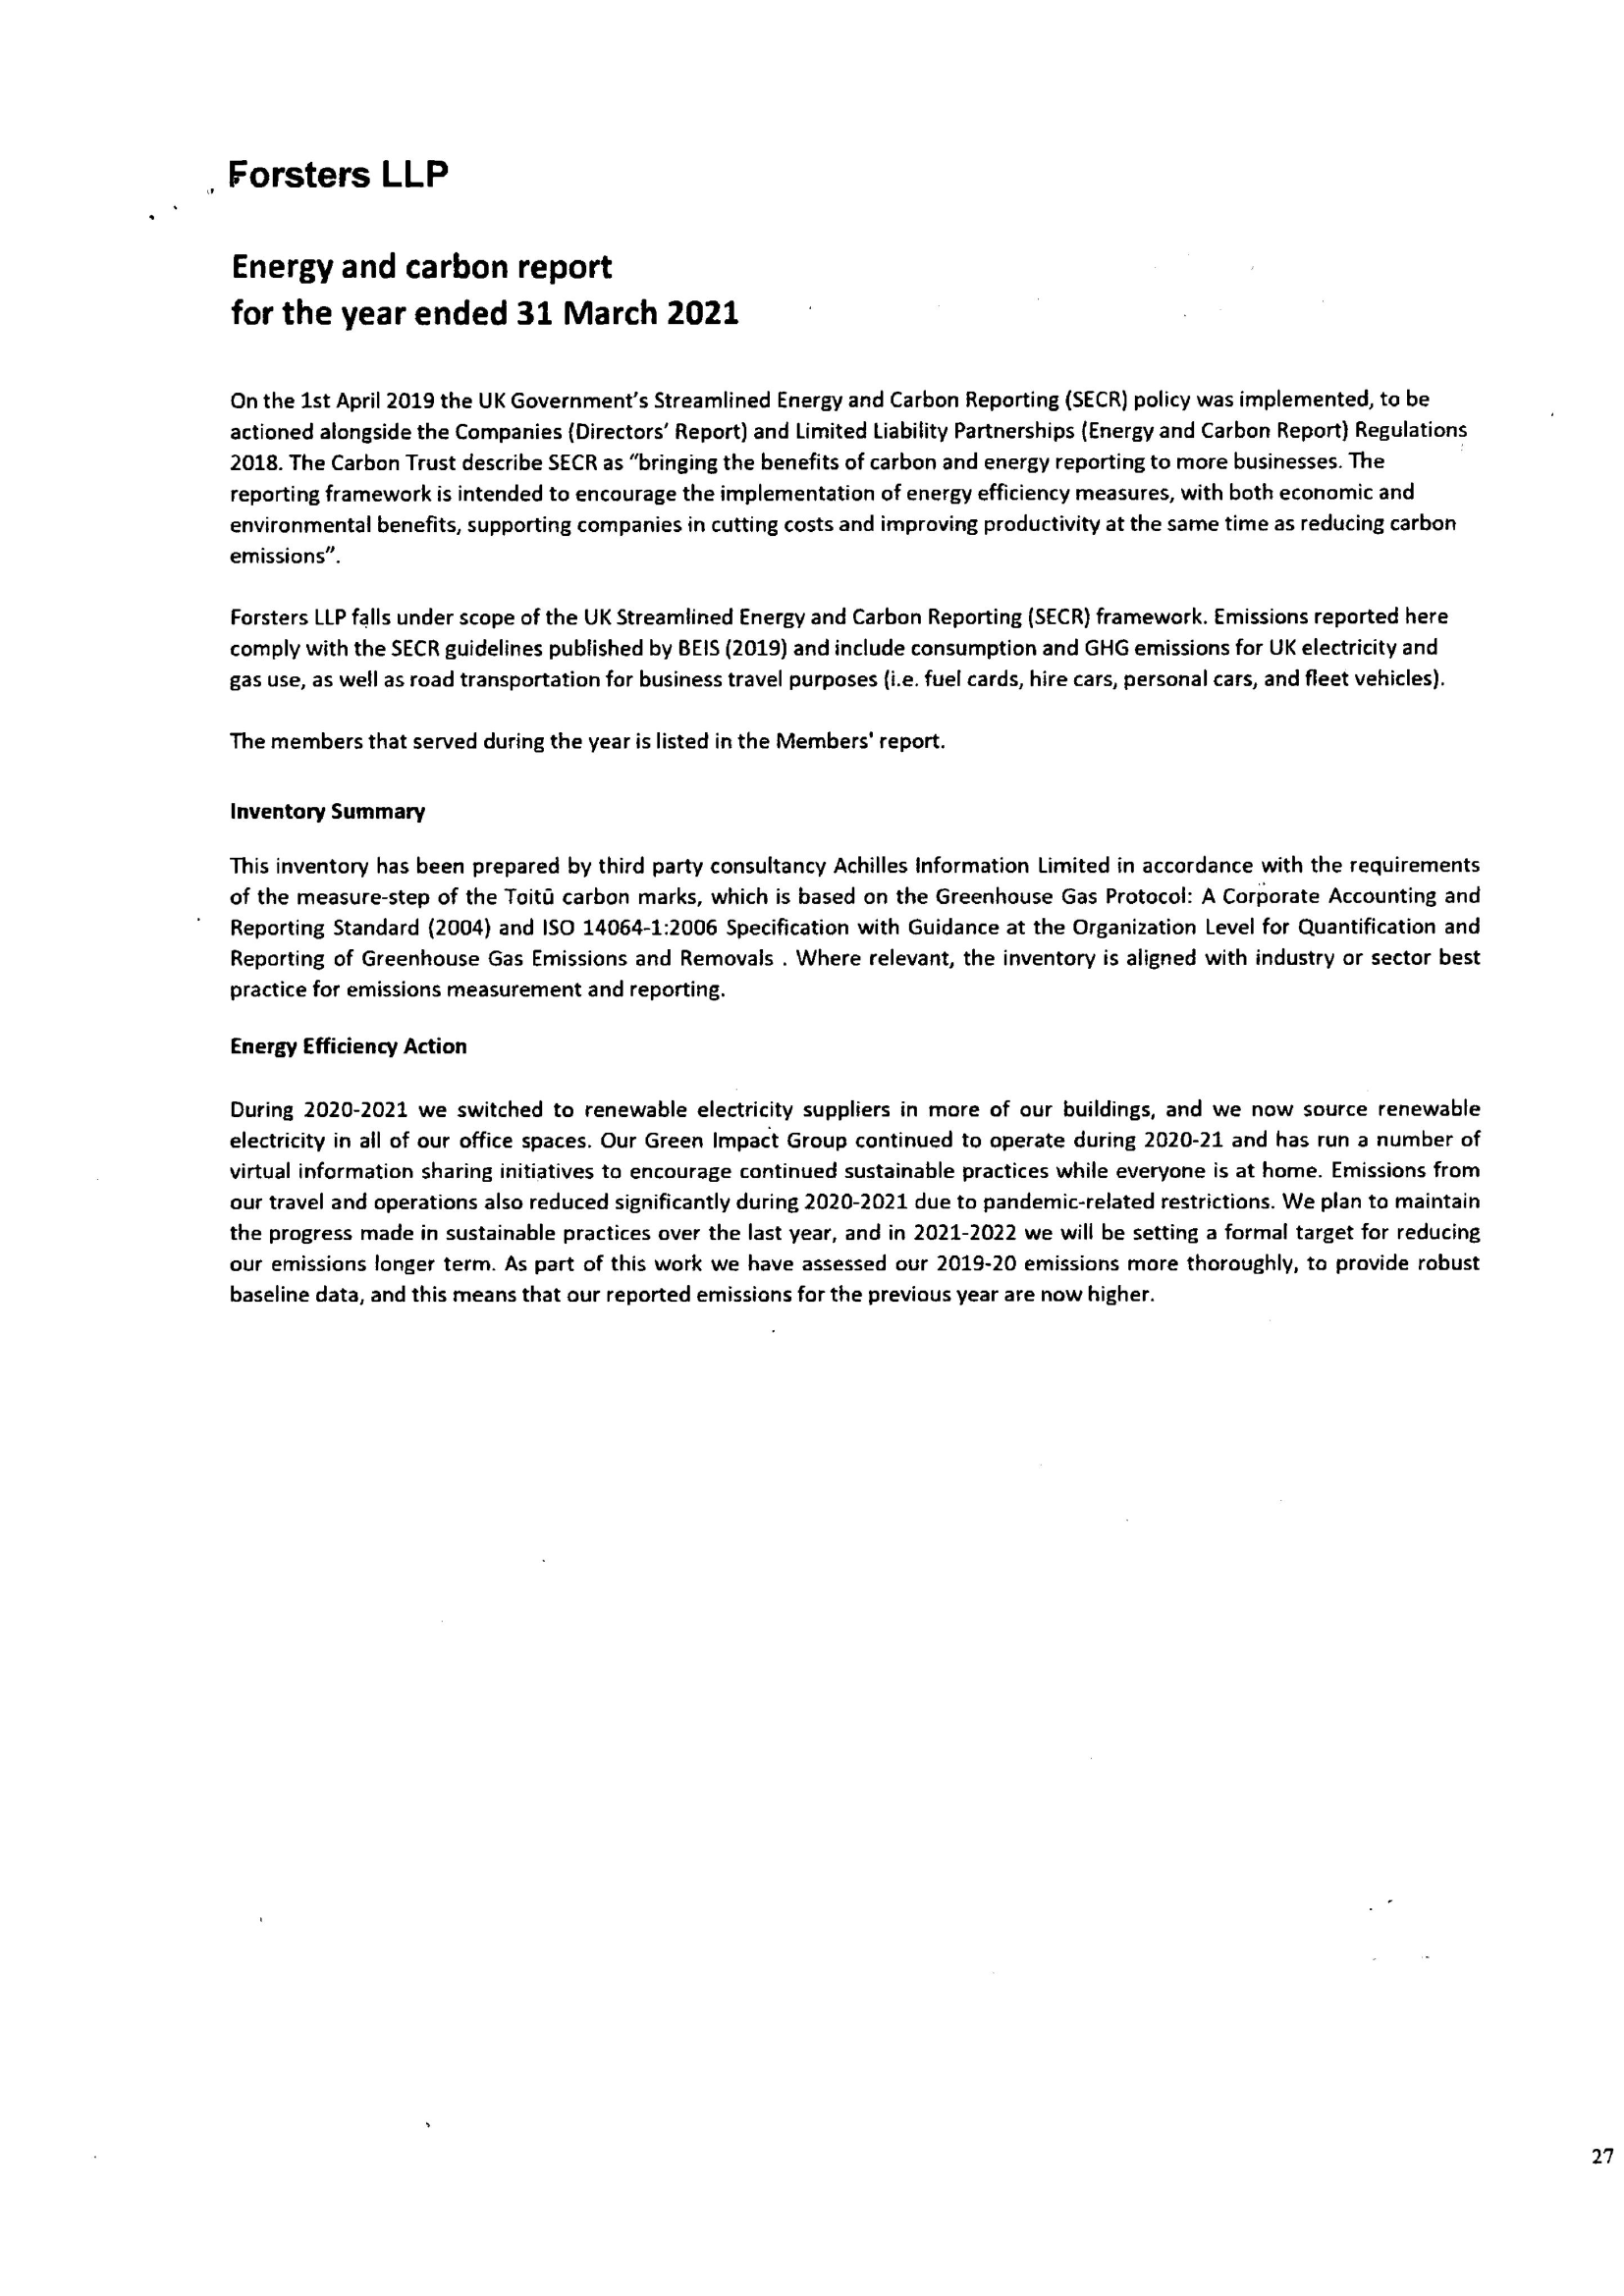 Forsters LLP
Energy and carbon report
for the year ended 31 March 2021
On the 1st April 2019 the UK Government's Streamlined Energy and Carbon Reporting (SECR) policy was implemented, to be
actioned alongside the Companies (Directors' Report) and Limited Liability Partnerships (Energy and Carbon Report) Regulations
2018. The Carbon Trust describe SECR as "bringing the benefits of carbon and energy reporting to more businesses. The
reporting framework is intended to encourage the implementation of energy efficiency measures, with both economic and
environmental benefits, supporting companies in cutting costs and improving productivity at the same time as reducing carbon
emissions".
Forsters LLP falls under scope of the UK Streamlined Energy and Carbon Reporting (SECR) framework. Emissions reported here
comply with the SECR guidelines published by BEIS (2019) and include consumption and GHG emissions for UK electricity and
gas use, as well as road transportation for business travel purposes (i.e. fuel cards, hire cars, personal cars, and fleet vehicles).
The members that served during the year is listed in the Members' report.
Inventory Summary
This inventory has been prepared by third party consultancy Achilles Information Limited in accordance with the requirements
of the measure-step of the Toitū carbon marks, which is based on the Greenhouse Gas Protocol: A Corporate Accounting and
Reporting Standard (2004) and ISO 14064-1:2006 Specification with Guidance at the Organization Level for Quantification and
Reporting of Greenhouse Gas Emissions and Removals . Where relevant, the inventory is aligned with industry or sector best
practice for emissions measurement and reporting.
Energy Efficiency Action
During 2020-2021 we switched to renewable electricity suppliers in more of our buildings, and we now source renewable
electricity in all of our office spaces. Our Green Impact Group continued to operate during 2020-21 and has run a number of
virtual information sharing initiatives to encourage continued sustainable practices while everyone is at home. Emissions from
our travel and operations also reduced significantly during 2020-2021 due to pandemic-related restrictions. We plan to maintain
the progress made in sustainable practices over the last year, and in 2021-2022 we will be setting a formal target for reducing
our emissions longer term. As part of this work we have assessed our 2019-20 emissions more thoroughly, to provide robust
baseline data, and this means that our reported emissions for the previous year are now higher.
27